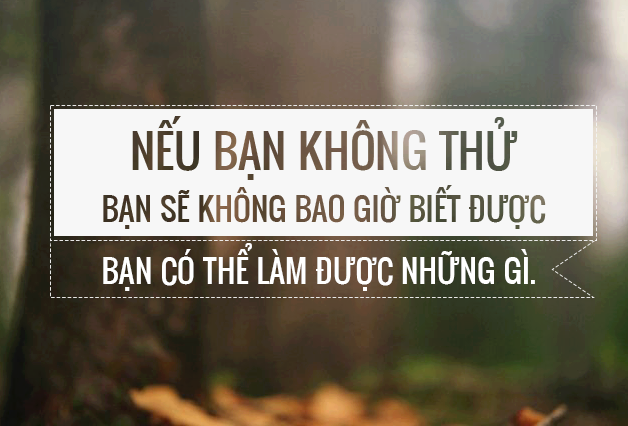 NẾU BẠN KHÔNG THỬ
BẠN SẼ KHÔNG BAO GIỜ BIẾT ĐƯỢC
BẠN CÓ THỂ LÀM ĐƯỢC NHỮNG GÌ.